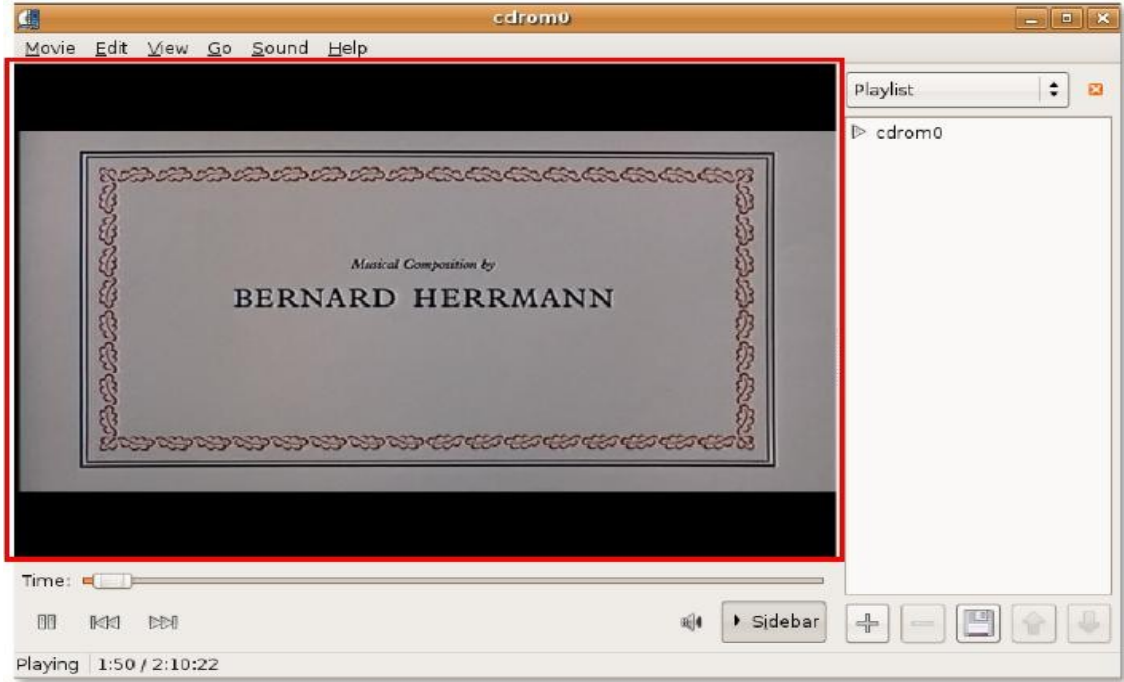 cdrom0
Movie Edit View Go Sound Help
Playlist
cdrom0
Musical Composition by
BERNARD HERRMANN
Time:
Sidebar
Playing 1:50 / 2:10:22